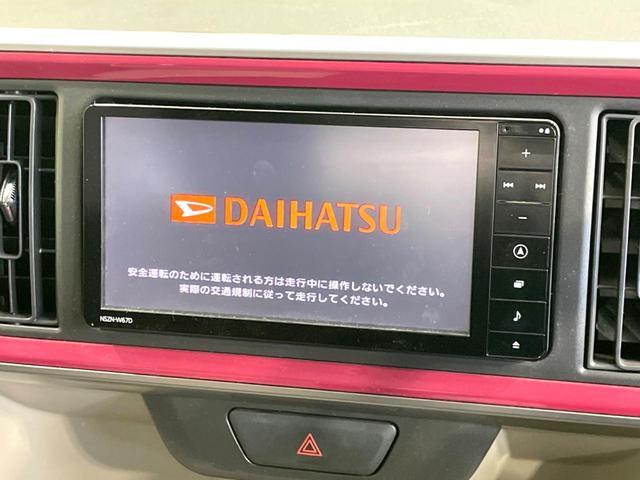 DAIHATSU
安全運転のために運転される方は走行中に操作しないでください。
実際の交通規制に従って走行してください。
NSZN-W67D